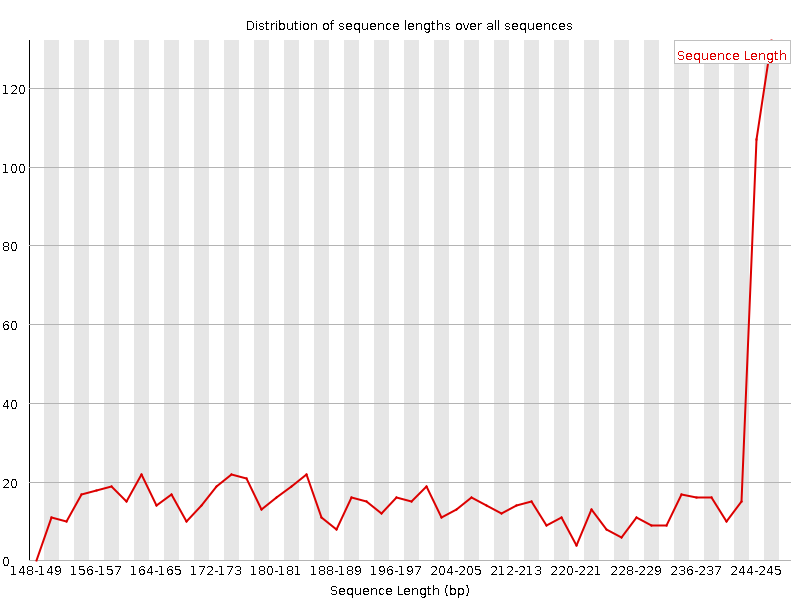 Distribution of sequence lengths over all sequences
Sequence Length
120
100
80
60
40
20
0
148-149 156-157 164-165 172-173 180-181 188-189 196-197 204-205 212-213 220-221 228-229 236-237 244-245
Sequence Length (bp)